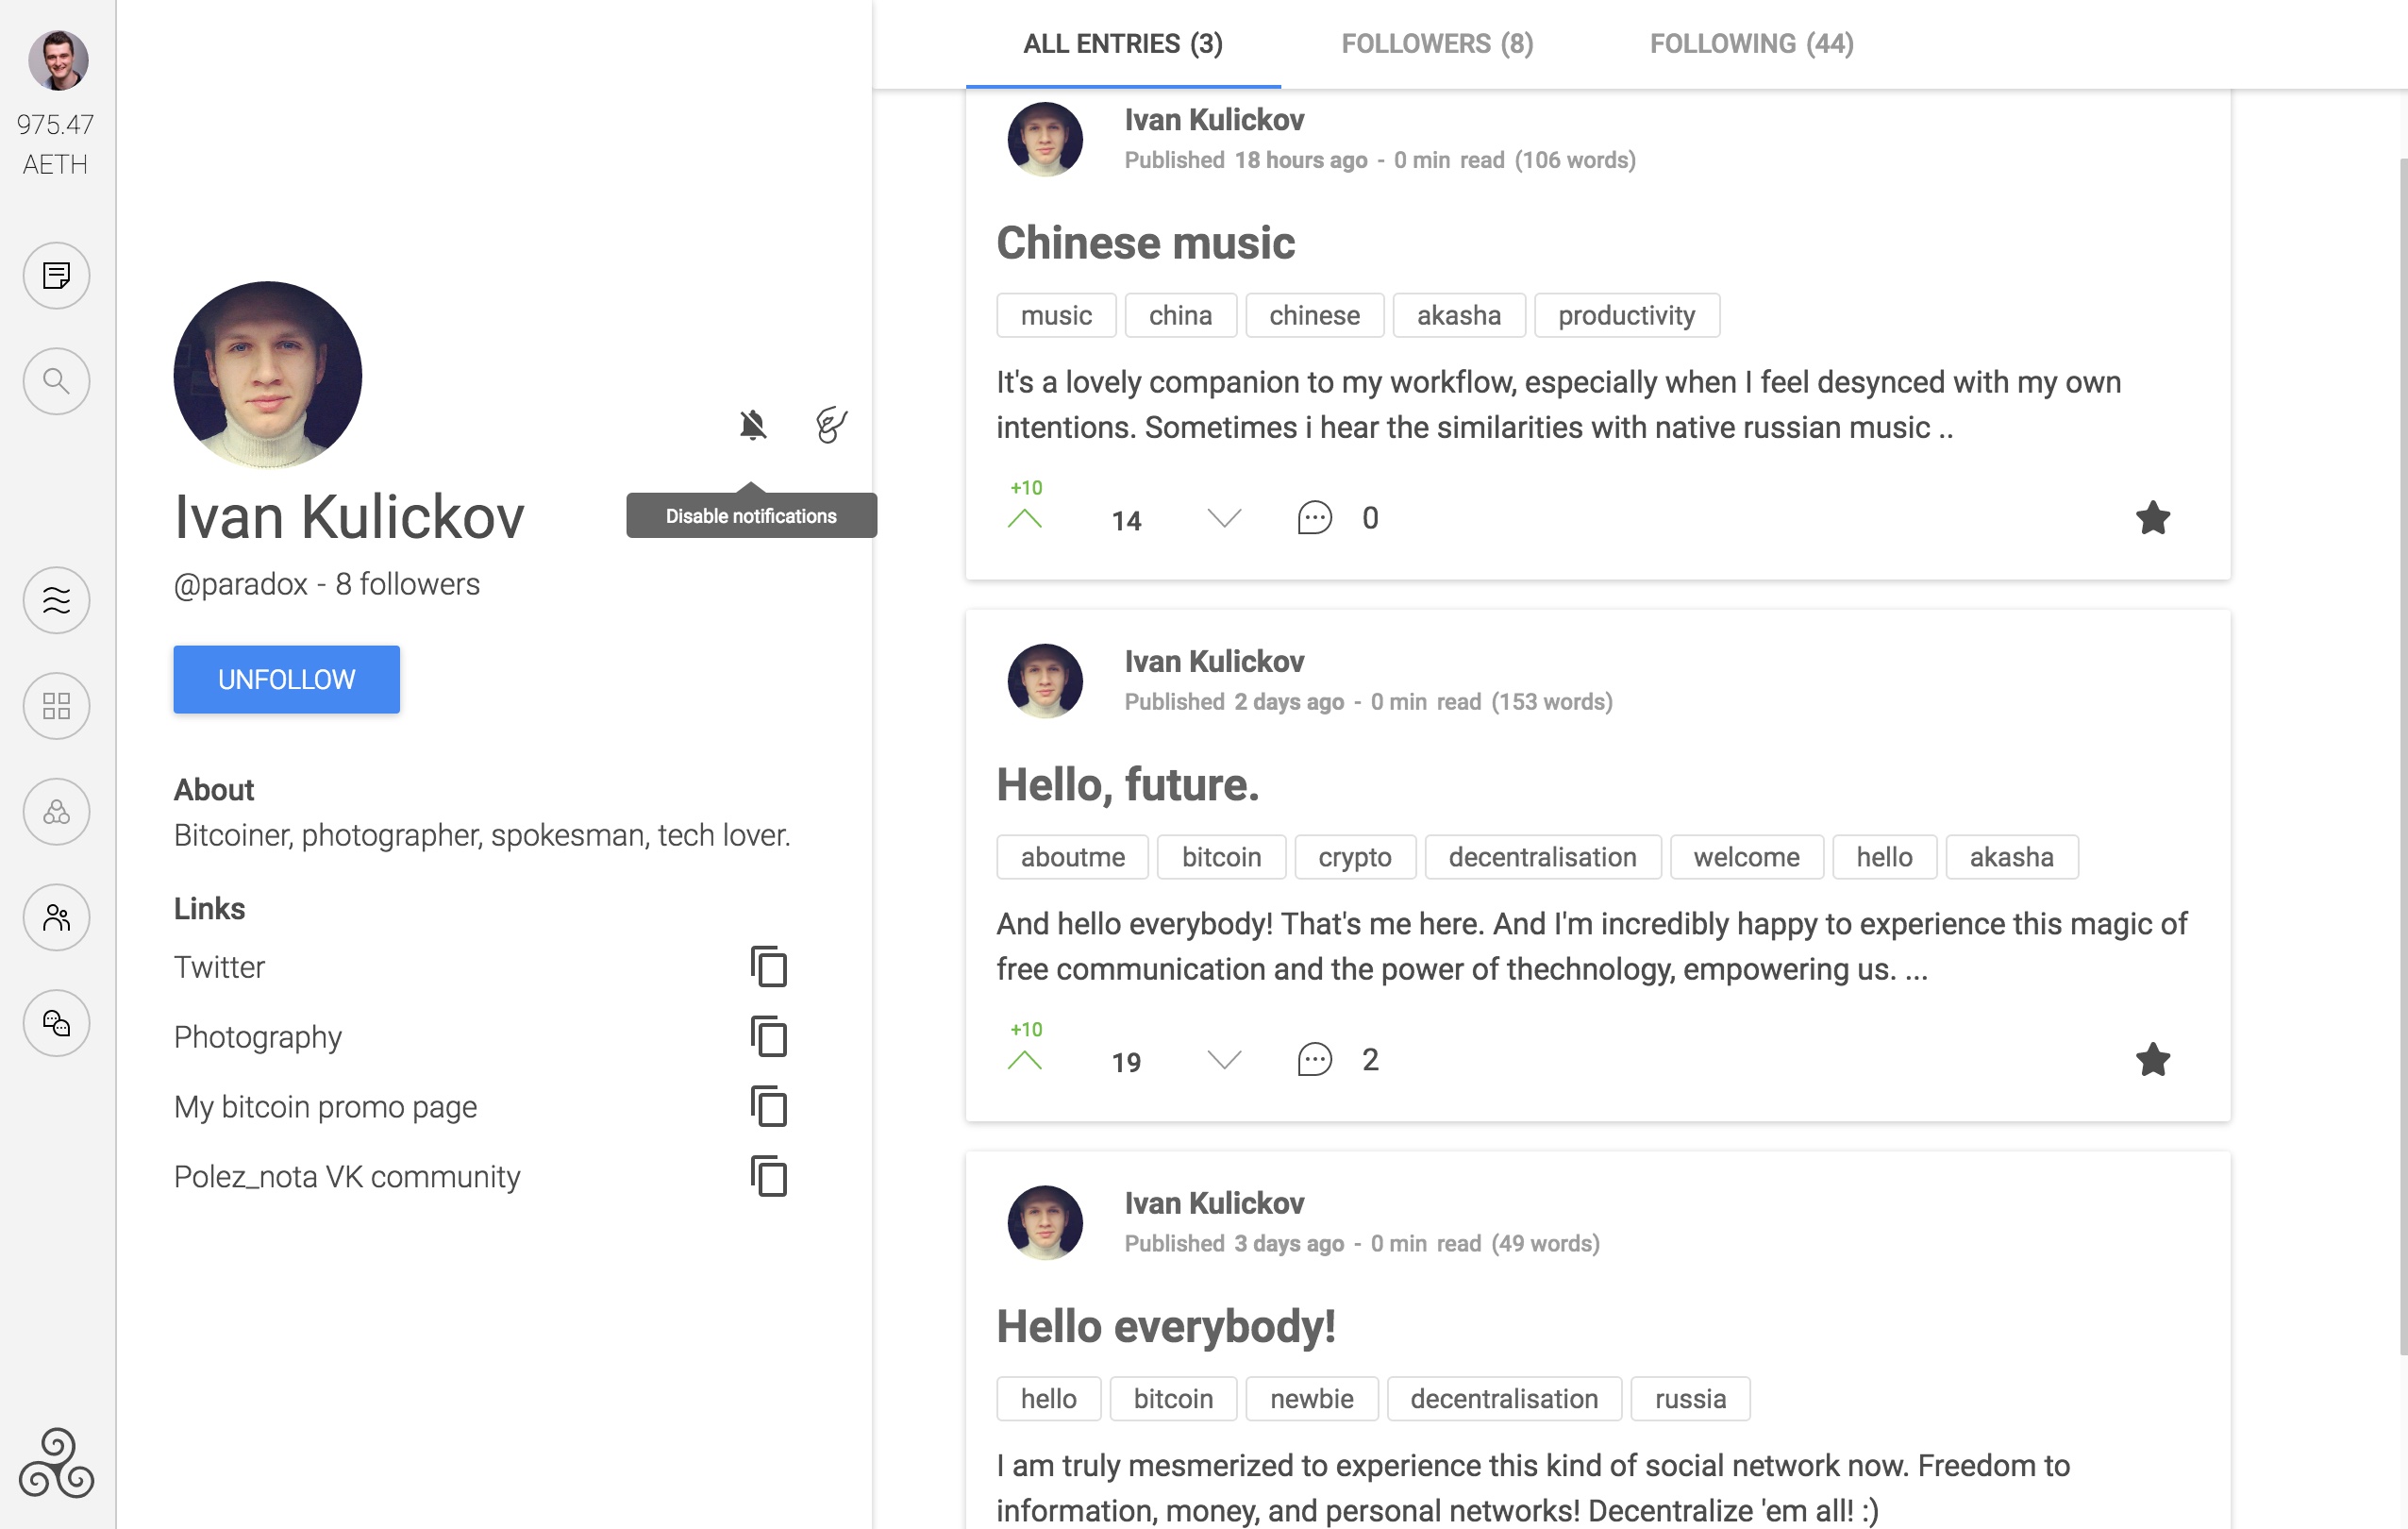 975.47
AETH
Ivan Kulickov
@paradox - 8 followers
Disable notifications
UNFOLLOW
About
Bitcoiner, photographer, spokesman, tech lover.
Links
Twitter
Photography
My bitcoin promo page
Polez_nota VK community
ALL ENTRIES (3) FOLLOWERS (8) FOLLOWING (44)
Ivan Kulickov
Published 18 hours ago - 0 min read (106 words)
Chinese music
music china chinese akasha productivity
It's a lovely companion to my workflow, especially when I feel desynced with my own
intentions. Sometimes i hear the similarities with native russian music ..
+10
14 0
Ivan Kulickov
Published 2 days ago - 0 min read (153 words)
Hello, future.
aboutme bitcoin crypto decentralisation welcome hello akasha
And hello everybody! That's me here. And I'm incredibly happy to experience this magic of
free communication and the power of thechnology, empowering us. ...
+10
19 2
Ivan Kulickov
Published 3 days ago - 0 min read (49 words)
Hello everybody!
hello bitcoin newbie decentralisation russia
I am truly mesmerized to experience this kind of social network now. Freedom to
information, money, and personal networks! Decentralize 'em all! :)